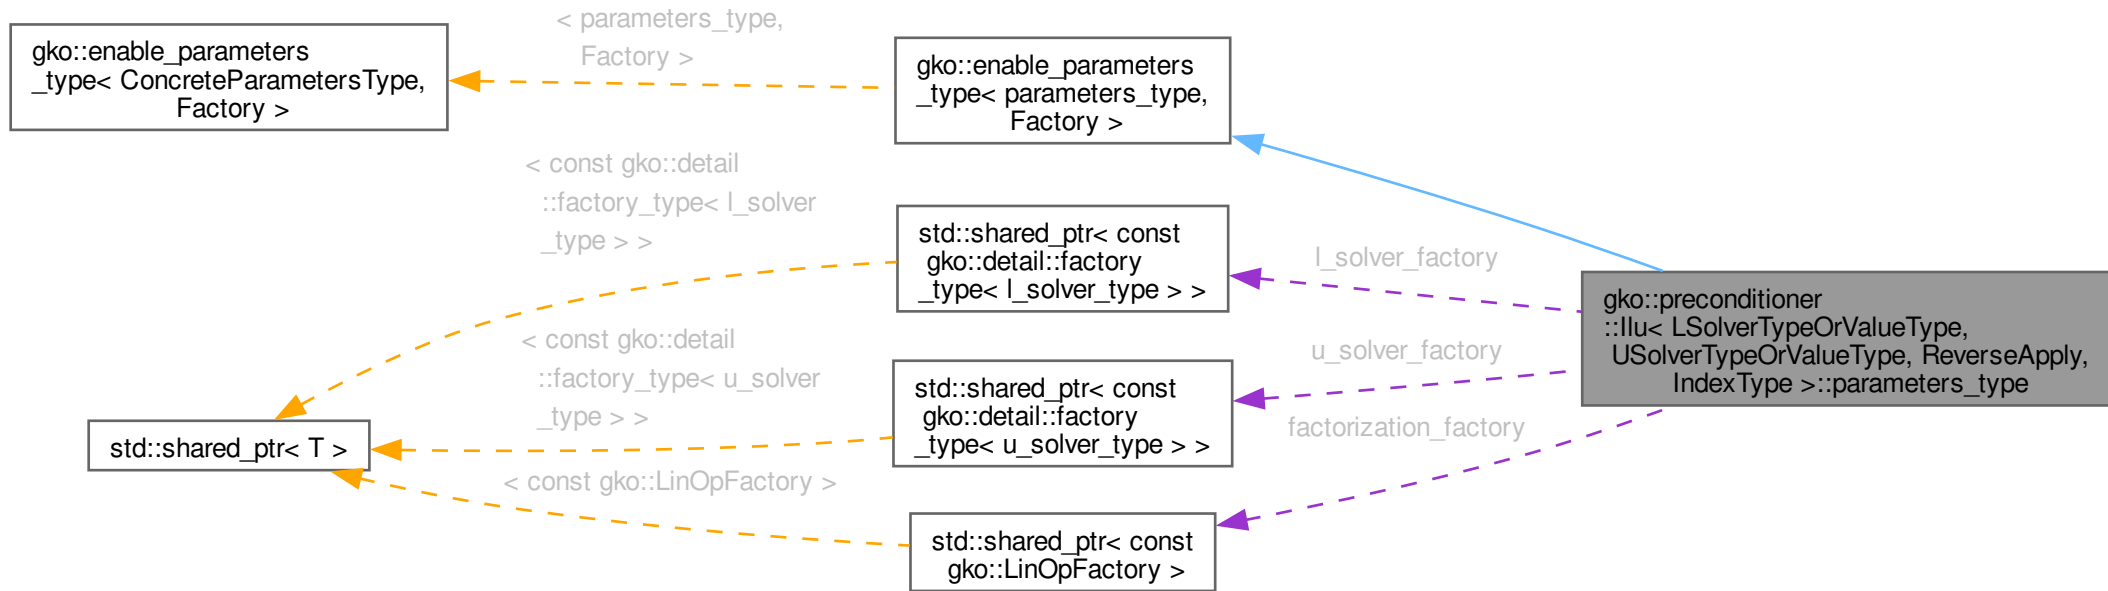 gko::enable_parameters
_type< ConcreteParametersType,
Factory >
< parameters_type,
Factory >
gko::enable_parameters
_type< parameters_type,
Factory >
< const gko::detail
::factory_type< l_solver
_type > >
std::shared_ptr< const
gko::detail::factory
_type< l_solver_type > >
l_solver_factory
gko::preconditioner
::Ilu< LSolverTypeOrValueType,
USolverTypeOrValueType, ReverseApply,
IndexType >::parameters_type
< const gko::detail
::factory_type< u_solver
_type > >
std::shared_ptr< const
gko::detail::factory
_type< u_solver_type > >
u_solver_factory
factorization_factory
std::shared_ptr< T >
< const gko::LinOpFactory >
std::shared_ptr< const
gko::LinOpFactory >